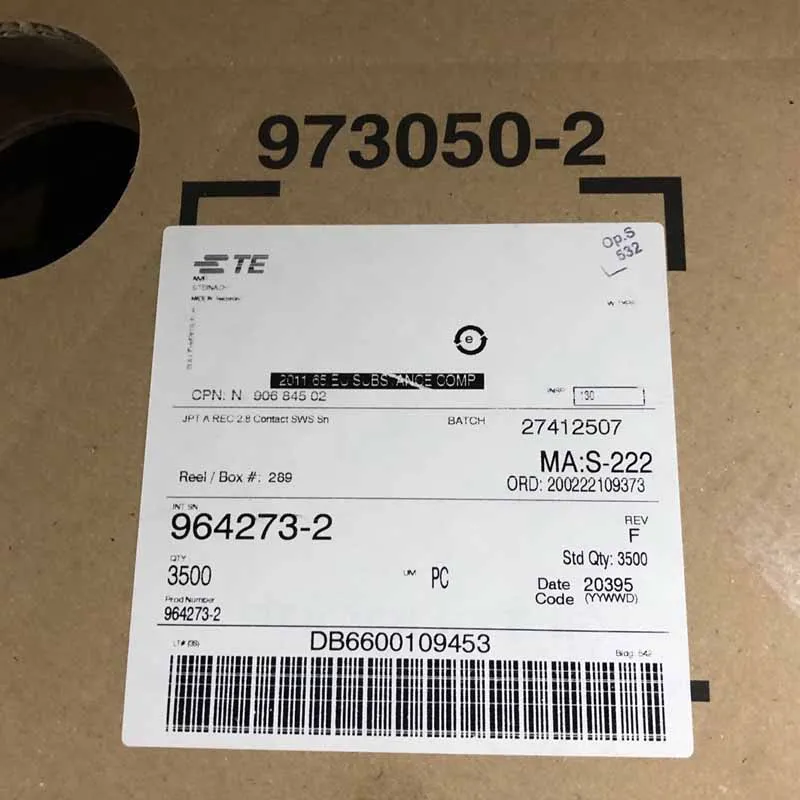 973050-2
TE
Op.S
532
e
2011 65 EU SUBSTANCE COMP
CPN: N 906 845 02
130
JPT A REC 2.8 Contact SWS Sn
BATCH 27412507
MA:S-222
Reel / Box #: 289
ORD: 200222109373
964273-2
REV
F
QTY
Std Qty: 3500
3500
UM PC
Date 20395
Code (YYWWD)
Prod Number
964273-2
DB6600109453